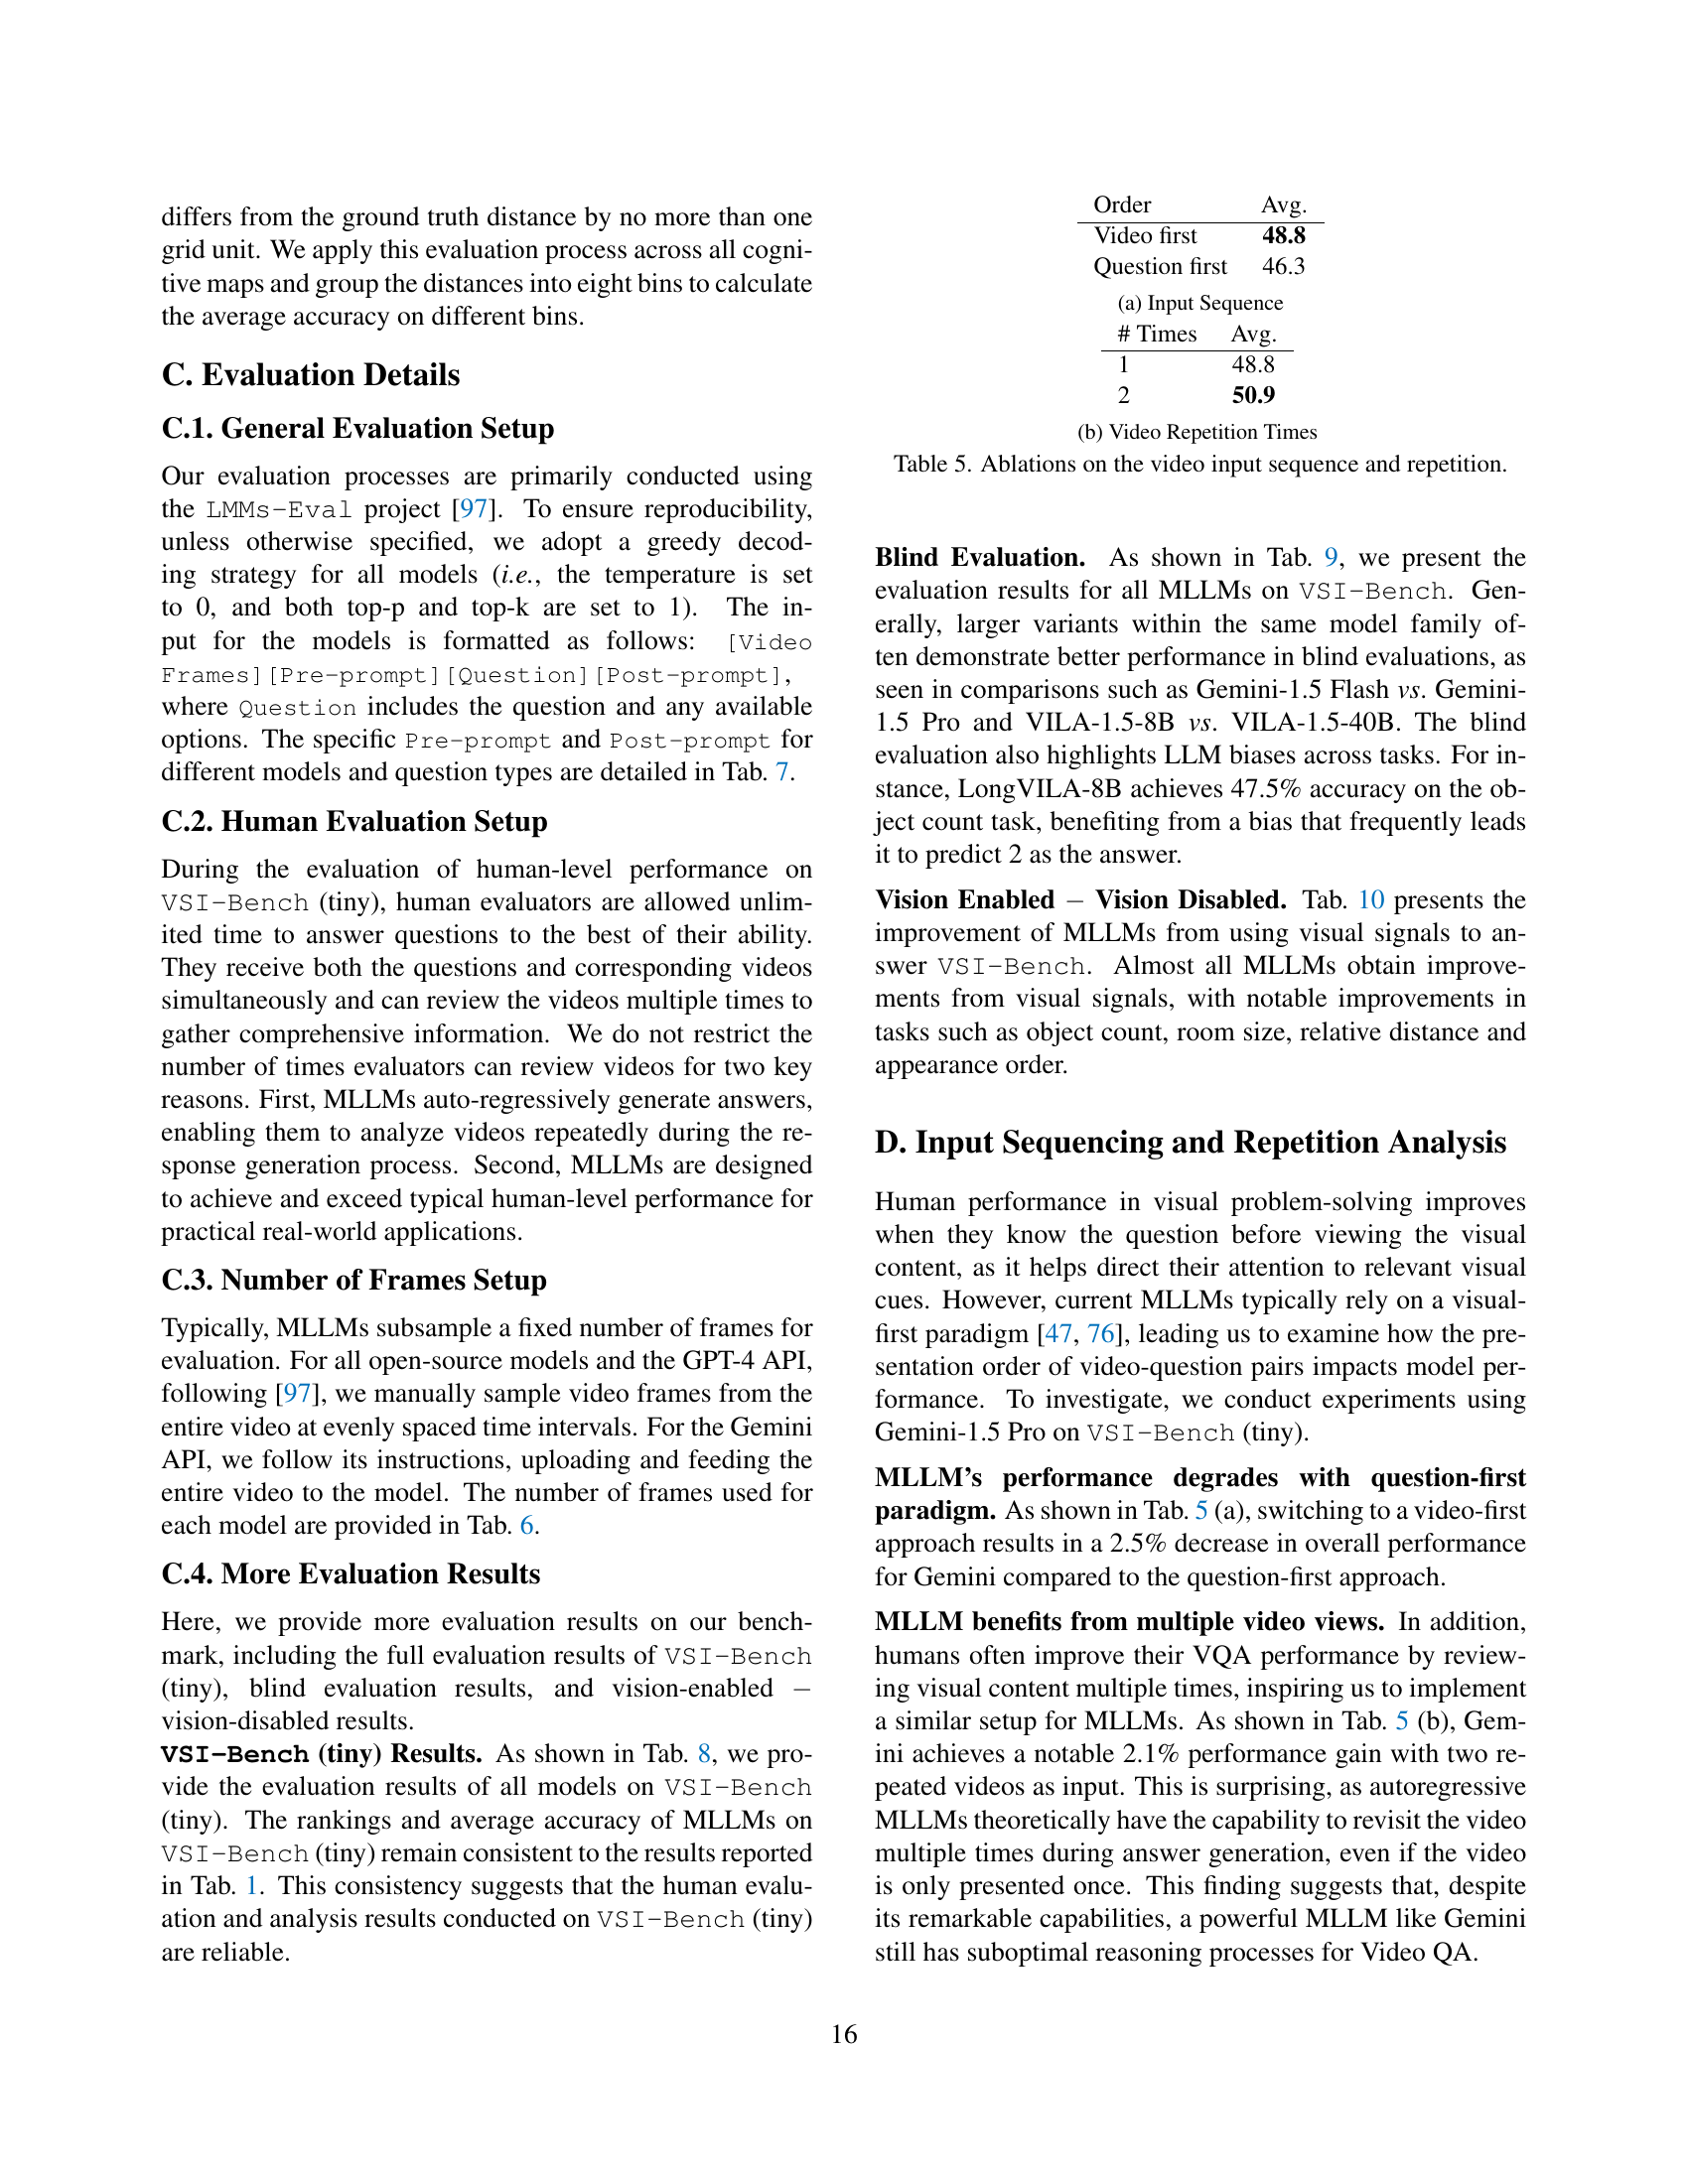 differs from the ground truth distance by no more than one
grid unit. We apply this evaluation process across all cogni-
tive maps and group the distances into eight bins to calculate
the average accuracy on different bins.
C. Evaluation Details
C.1. General Evaluation Setup
Our evaluation processes are primarily conducted using
the LMMs-Eval project [97]. To ensure reproducibility,
unless otherwise specified, we adopt a greedy decod-
ing strategy for all models (i.e., the temperature is set
to 0, and both top-p and top-k are set to 1). The in-
put for the models is formatted as follows: [Video
Frames][Pre-prompt][Question][Post-prompt],
where Question includes the question and any available
options. The specific Pre-prompt and Post-prompt for
different models and question types are detailed in Tab. 7.
C.2. Human Evaluation Setup
During the evaluation of human-level performance on
VSI-Bench (tiny), human evaluators are allowed unlim-
ited time to answer questions to the best of their ability.
They receive both the questions and corresponding videos
simultaneously and can review the videos multiple times to
gather comprehensive information. We do not restrict the
number of times evaluators can review videos for two key
reasons. First, MLLMs auto-regressively generate answers,
enabling them to analyze videos repeatedly during the re-
sponse generation process. Second, MLLMs are designed
to achieve and exceed typical human-level performance for
practical real-world applications.
C.3. Number of Frames Setup
Typically, MLLMs subsample a fixed number of frames for
evaluation. For all open-source models and the GPT-4 API,
following [97], we manually sample video frames from the
entire video at evenly spaced time intervals. For the Gemini
API, we follow its instructions, uploading and feeding the
entire video to the model. The number of frames used for
each model are provided in Tab. 6.
C.4. More Evaluation Results
Here, we provide more evaluation results on our bench-
mark, including the full evaluation results of VSI-Bench
(tiny), blind evaluation results, and vision-enabled −
vision-disabled results.
VSI-Bench (tiny) Results. As shown in Tab. 8, we pro-
vide the evaluation results of all models on VSI-Bench
(tiny). The rankings and average accuracy of MLLMs on
VSI-Bench (tiny) remain consistent to the results reported
in Tab. 1. This consistency suggests that the human evalu-
ation and analysis results conducted on VSI-Bench (tiny)
are reliable.
Order Avg.
Video first 48.8
Question first 46.3
(a) Input Sequence
# Times Avg.
1 48.8
2 50.9
(b) Video Repetition Times
Table 5. Ablations on the video input sequence and repetition.
Blind Evaluation. As shown in Tab. 9, we present the
evaluation results for all MLLMs on VSI-Bench. Gen-
erally, larger variants within the same model family of-
ten demonstrate better performance in blind evaluations, as
seen in comparisons such as Gemini-1.5 Flash vs. Gemini-
1.5 Pro and VILA-1.5-8B vs. VILA-1.5-40B. The blind
evaluation also highlights LLM biases across tasks. For in-
stance, LongVILA-8B achieves 47.5% accuracy on the ob-
ject count task, benefiting from a bias that frequently leads
it to predict 2 as the answer.
Vision Enabled − Vision Disabled. Tab. 10 presents the
improvement of MLLMs from using visual signals to an-
swer VSI-Bench. Almost all MLLMs obtain improve-
ments from visual signals, with notable improvements in
tasks such as object count, room size, relative distance and
appearance order.
D. Input Sequencing and Repetition Analysis
Human performance in visual problem-solving improves
when they know the question before viewing the visual
content, as it helps direct their attention to relevant visual
cues. However, current MLLMs typically rely on a visual-
first paradigm [47, 76], leading us to examine how the pre-
sentation order of video-question pairs impacts model per-
formance. To investigate, we conduct experiments using
Gemini-1.5 Pro on VSI-Bench (tiny).
MLLM's performance degrades with question-first
paradigm. As shown in Tab. 5 (a), switching to a video-first
approach results in a 2.5% decrease in overall performance
for Gemini compared to the question-first approach.
MLLM benefits from multiple video views. In addition,
humans often improve their VQA performance by review-
ing visual content multiple times, inspiring us to implement
a similar setup for MLLMs. As shown in Tab. 5 (b), Gem-
ini achieves a notable 2.1% performance gain with two re-
peated videos as input. This is surprising, as autoregressive
MLLMs theoretically have the capability to revisit the video
multiple times during answer generation, even if the video
is only presented once. This finding suggests that, despite
its remarkable capabilities, a powerful MLLM like Gemini
still has suboptimal reasoning processes for Video QA.
16